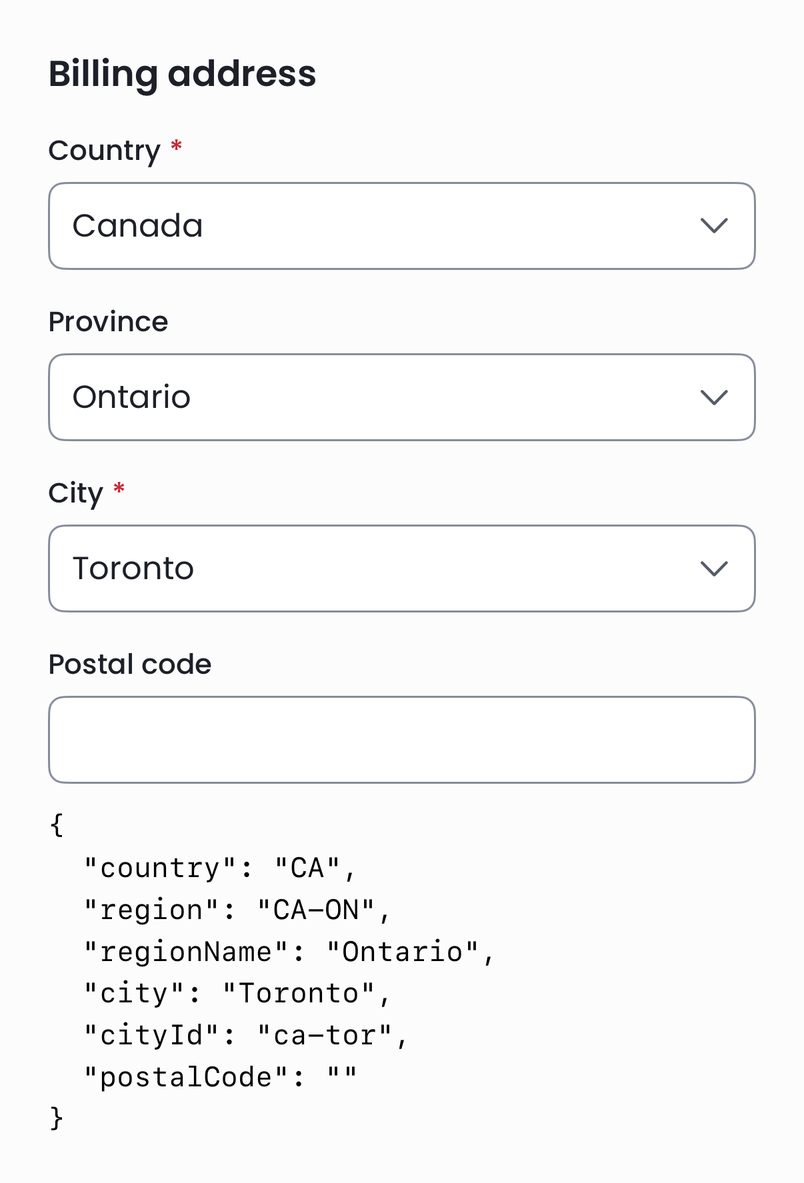 Billing address
Country *
Canada
Province
Ontario
City *
Toronto
Postal code
{
  "country": "CA",
  "region": "CA-ON",
  "regionName": "Ontario",
  "city": "Toronto",
  "cityId": "ca-tor",
  "postalCode": ""
}